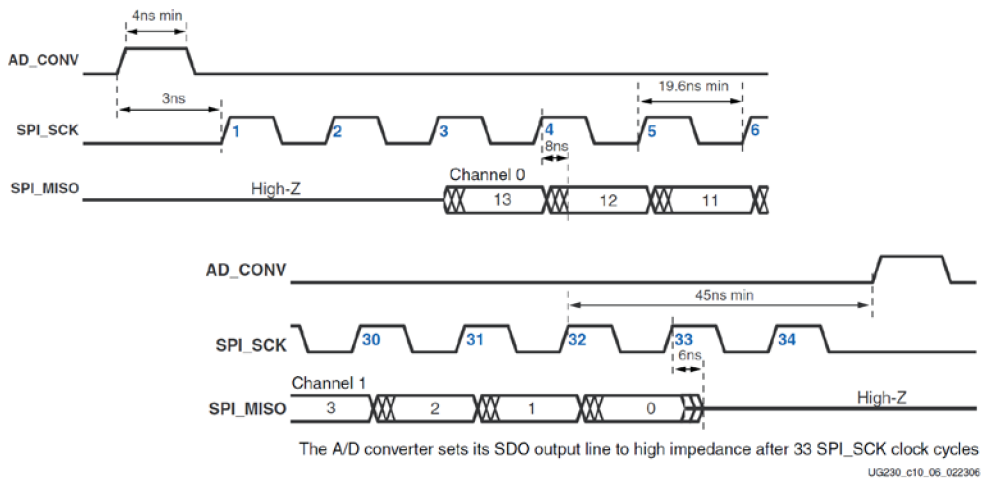 4ns min
AD_CONV
3ns
19.6ns min
SPI_SCK
1 2 3 4 5 6
8ns
Channel 0
SPI_MISO
High-Z
13 12 11
AD_CONV
45ns min
SPI_SCK
30 31 32 33 34
6ns
Channel 1
SPI_MISO
3 2 1 0
High-Z
The A/D converter sets its SDO output line to high impedance after 33 SPI_SCK clock cycles
UG230_c10_06_022306